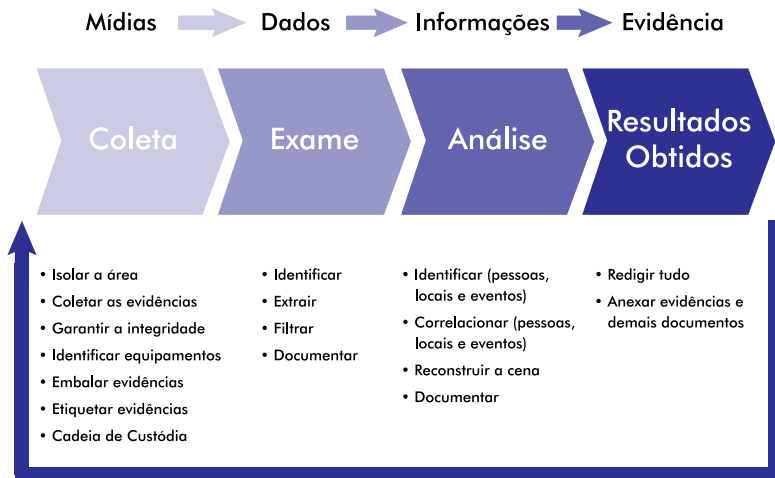 Mídias Dados Informações Evidência
Coleta
Exame
Análise
Resultados
Obtidos
• Isolar a área
• Coletar as evidências
• Garantir a integridade
• Identificar equipamentos
• Embalar evidências
• Etiquetar evidências
• Cadeia de Custódia
• Identificar
• Extrair
• Filtrar
• Documentar
• Identificar (pessoas,
locais e eventos)
• Correlacionar (pessoas,
locais e eventos)
• Reconstruir a cena
• Documentar
• Redigir tudo
• Anexar evidências e
demais documentos